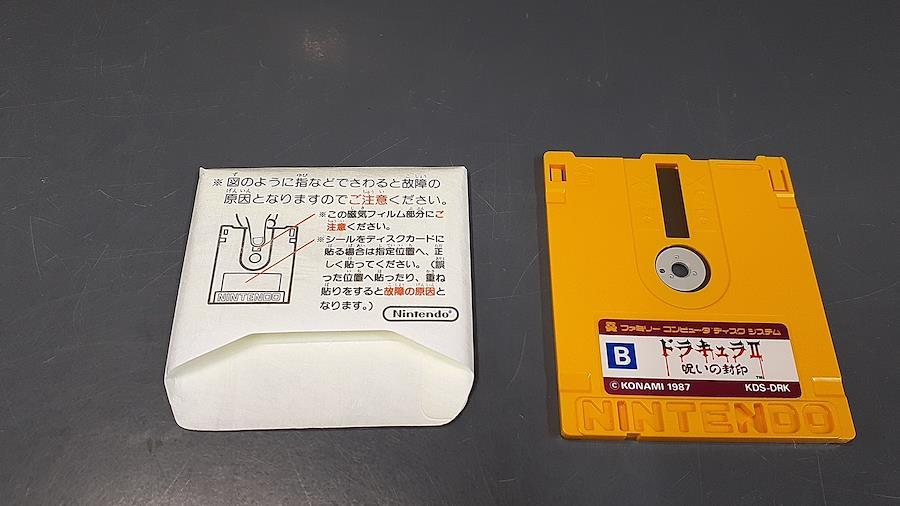 ※図のように指などでさわると故障の
原因となりますのでご注意ください。
※この磁気フィルム部分にご
注意ください。
※シールをディスクカードに
貼る場合は指定位置へ、正
しく貼ってください。(誤
った位置へ貼ったり、重ね
貼りをすると故障の原因と
なります。)
NINTENDO
Nintendo®
ファミリー コンピュータ ディスク システム
B
ドラキュラII
呪いの封印
TM
© KONAMI 1987 KDS-DRK
NINTENDO